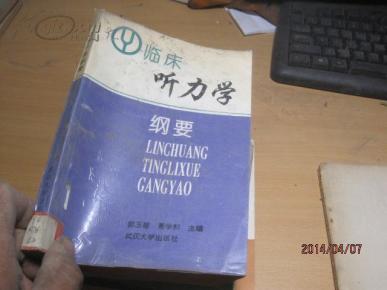 临床
听力学
纲要
LINCHUANG
TINGLIXUE
GANGYAO
主编
武汉大学出版社
2014/04/07